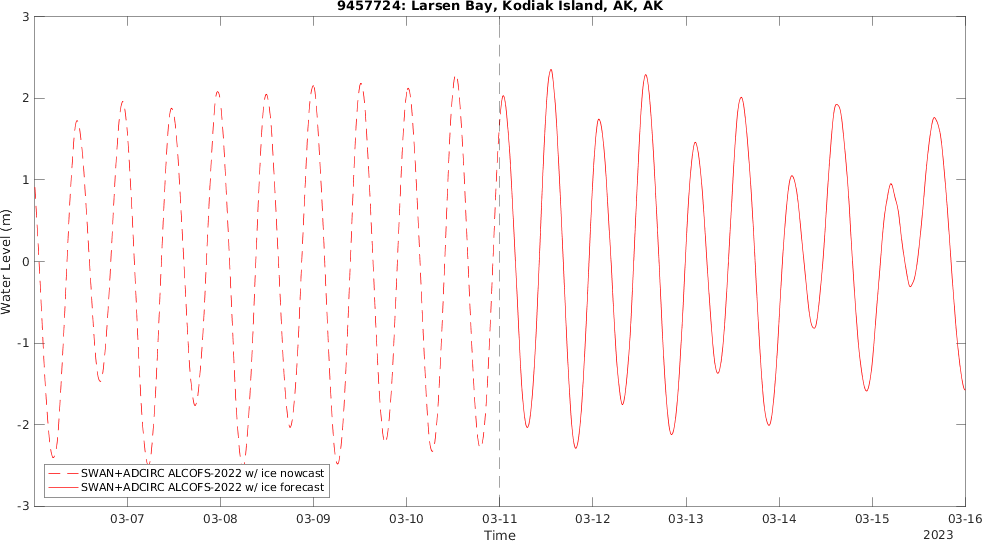 9457724: Larsen Bay, Kodiak Island, AK, AK
3
2
1
0
-1
-2
-3
Water Level (m)
SWAN+ADCIRC ALCOFS-2022 w/ ice nowcast
SWAN+ADCIRC ALCOFS-2022 w/ ice forecast
03-07 03-08 03-09 03-10 03-11 03-12 03-13 03-14 03-15 03-16
Time
2023